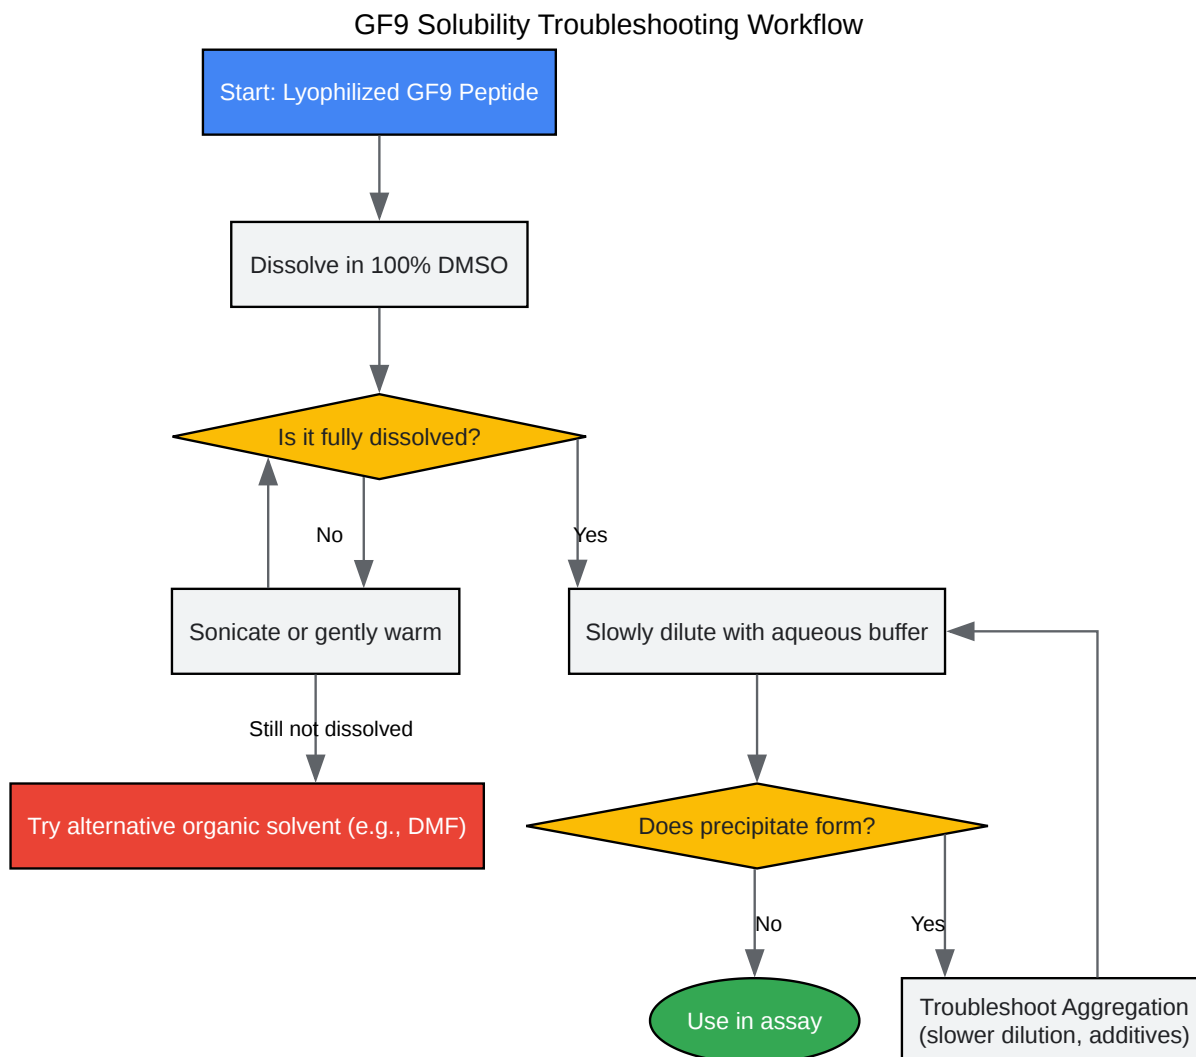 GF9 Solubility Troubleshooting Workflow
Start: Lyophilized GF9 Peptide
Dissolve in 100% DMSO
Is it fully dissolved?
No
Yes
Sonicate or gently warm
Slowly dilute with aqueous buffer
Still not dissolved
Try alternative organic solvent (e.g., DMF)
Does precipitate form?
No
Yes
Use in assay
Troubleshoot Aggregation
(slower dilution, additives)